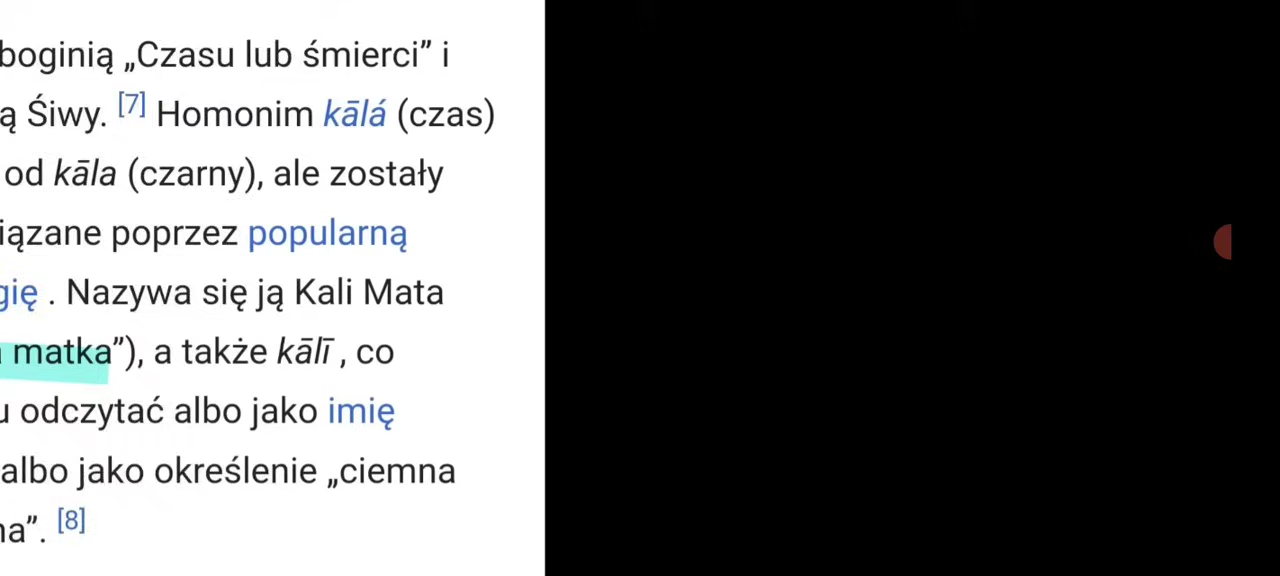 boginią „Czasu lub śmierci” i
ą Śiwy. [7] Homonim kālá (czas)
od kāla (czarny), ale zostały
iązane poprzez popularną
gię . Nazywa się ją Kali Mata
matka”), a także kālī , co
u odczytać albo jako imię
albo jako określenie „ciemna
na”. [8]